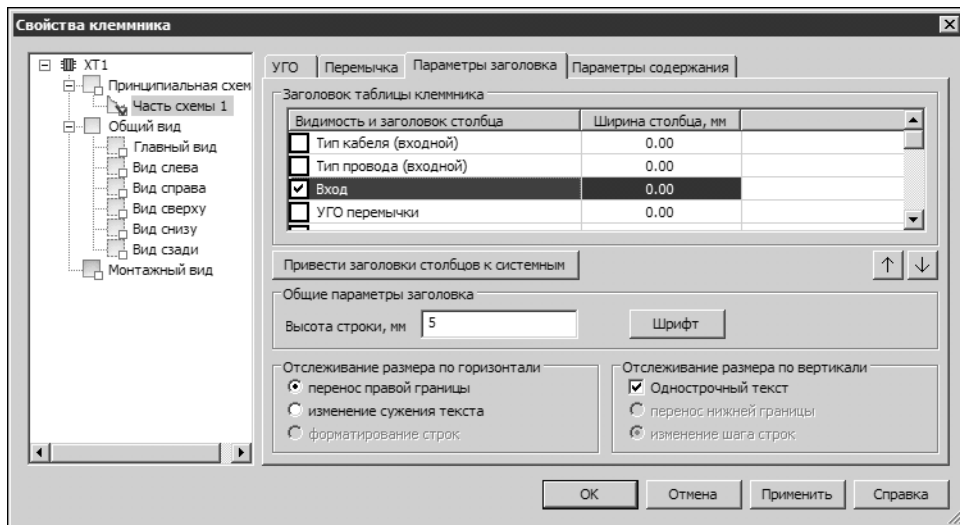 Свойства клеммника
XT1
Принципиальная схем
Часть схемы 1
Общий вид
Главный вид
Вид слева
Вид справа
Вид сверху
Вид снизу
Вид сзади
Монтажный вид
УГО Перемычка Параметры заголовка Параметры содержания
Заголовок таблицы клеммника
Видимость и заголовок столбца Ширина столбца, мм
Тип кабеля (входной) 0.00
Тип провода (входной) 0.00
Вход 0.00
УГО перемычки 0.00
Привести заголовки столбцов к системным
Общие параметры заголовка
Высота строки, мм 5 Шрифт
Отслеживание размера по горизонтали
перенос правой границы
изменение сужения текста
форматирование строк
Отслеживание размера по вертикали
Однострочный текст
перенос нижней границы
изменение шага строк
ОК Отмена Применить Справка